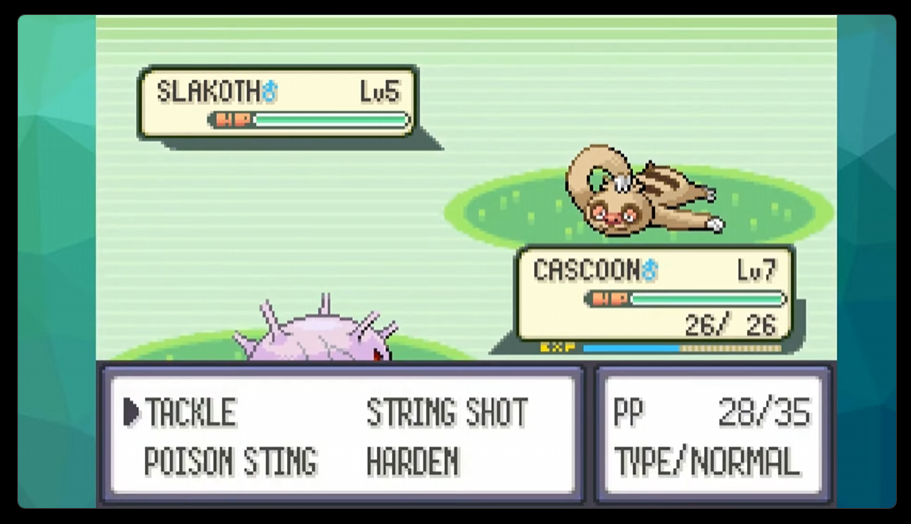 SLAKOTH♂ Lv5
HP
CASCOON♂ Lv7
HP
26/ 26
EXP
TACKLE STRING SHOT
POISON STING HARDEN
PP 28/35
TYPE/NORMAL